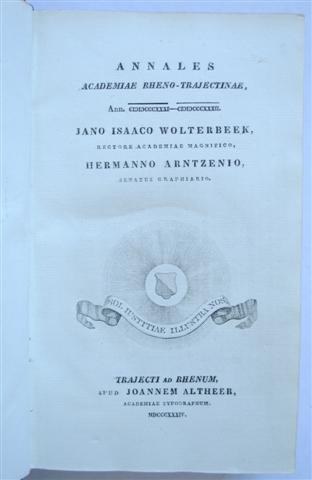 ANNALES
ACADEMIAE RHENO-TRAJECTINAE,
ANN. CIƆIƆCCCXXXI—CIƆIƆCCCXXXII.
JANO ISAACO WOLTERBEEK,
RECTORE ACADEMIAE MAGNIFICO,
HERMANNO ARNTZENIO,
SENATUS GRAPHIARIO.
SOL IUSTITIAE ILLUSTRA NOS
TRAJECTI AD RHENUM,
APUD JOANNEM ALTHEER,
ACADEMIAE TYPOGRAPHUM.
MDCCCXXXIV.